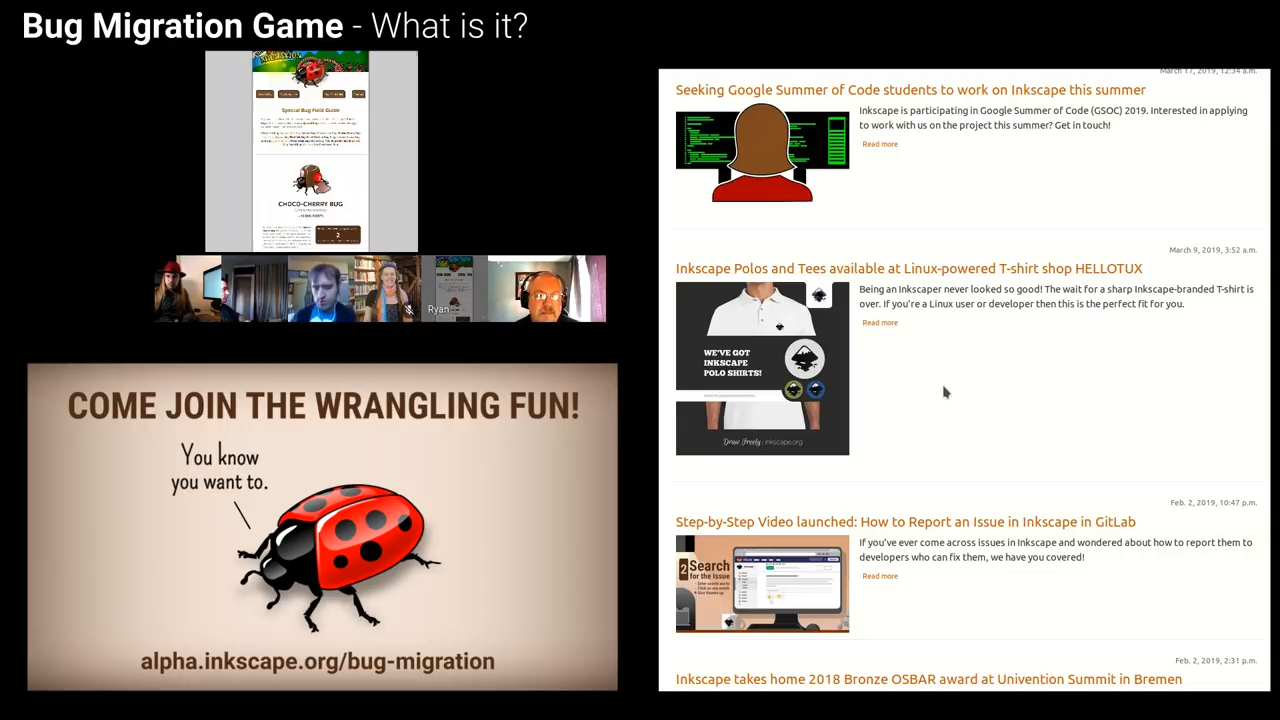 Bug Migration Game - What is it?
Special Bug Field Guide
CHOCO-CHERRY BUG
2
Ryan
COME JOIN THE WRANGLING FUN!
You know
you want to.
alpha.inkscape.org/bug-migration
March 17, 2019, 12:34 a.m.
Seeking Google Summer of Code students to work on Inkscape this summer
Inkscape is participating in Google Summer of Code (GSOC) 2019. Interested in applying
to work with us on the project this summer? Get in touch!
Read more
March 9, 2019, 3:52 a.m.
Inkscape Polos and Tees available at Linux-powered T-shirt shop HELLOTUX
Being an Inkscaper never looked so good! The wait for a sharp Inkscape-branded T-shirt is
over. If you're a Linux user or developer then this is the perfect fit for you.
Read more
WE'VE GOT
INKSCAPE
POLO SHIRTS!
Draw Freely | inkscape.org
Feb. 2, 2019, 10:47 p.m.
Step-by-Step Video launched: How to Report an Issue in Inkscape in GitLab
If you've ever come across issues in Inkscape and wondered about how to report them to
developers who can fix them, we have you covered!
Read more
2 Search
for the Issue
Feb. 2, 2019, 2:31 p.m.
Inkscape takes home 2018 Bronze OSBAR award at Univention Summit in Bremen